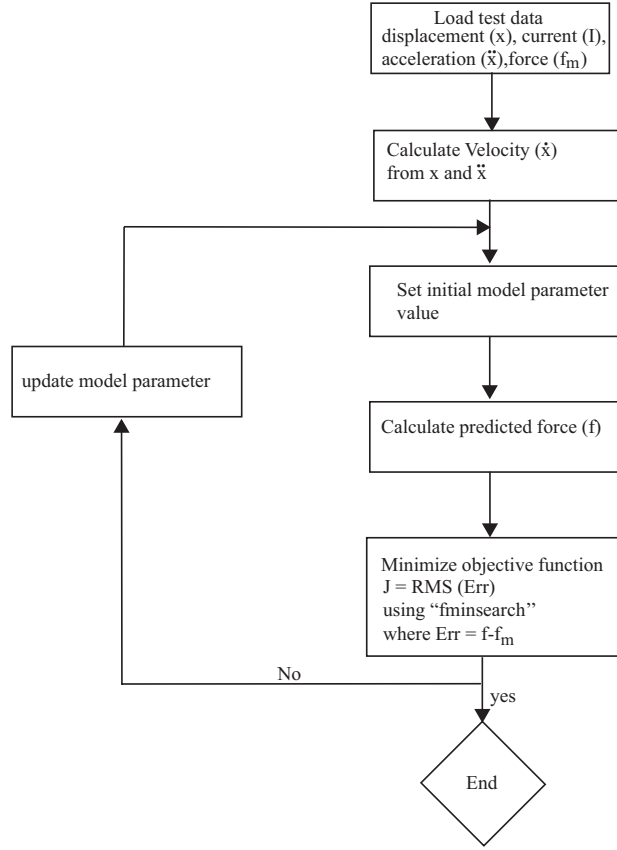 Load test data
displacement (x), current (I),
acceleration (ẍ),force (fₘ)
Calculate Velocity (ẋ)
from x and ẍ
Set initial model parameter
value
update model parameter
Calculate predicted force (f)
Minimize objective function
J = RMS (Err)
using “fminsearch’’
where Err = f-fₘ
No
yes
End